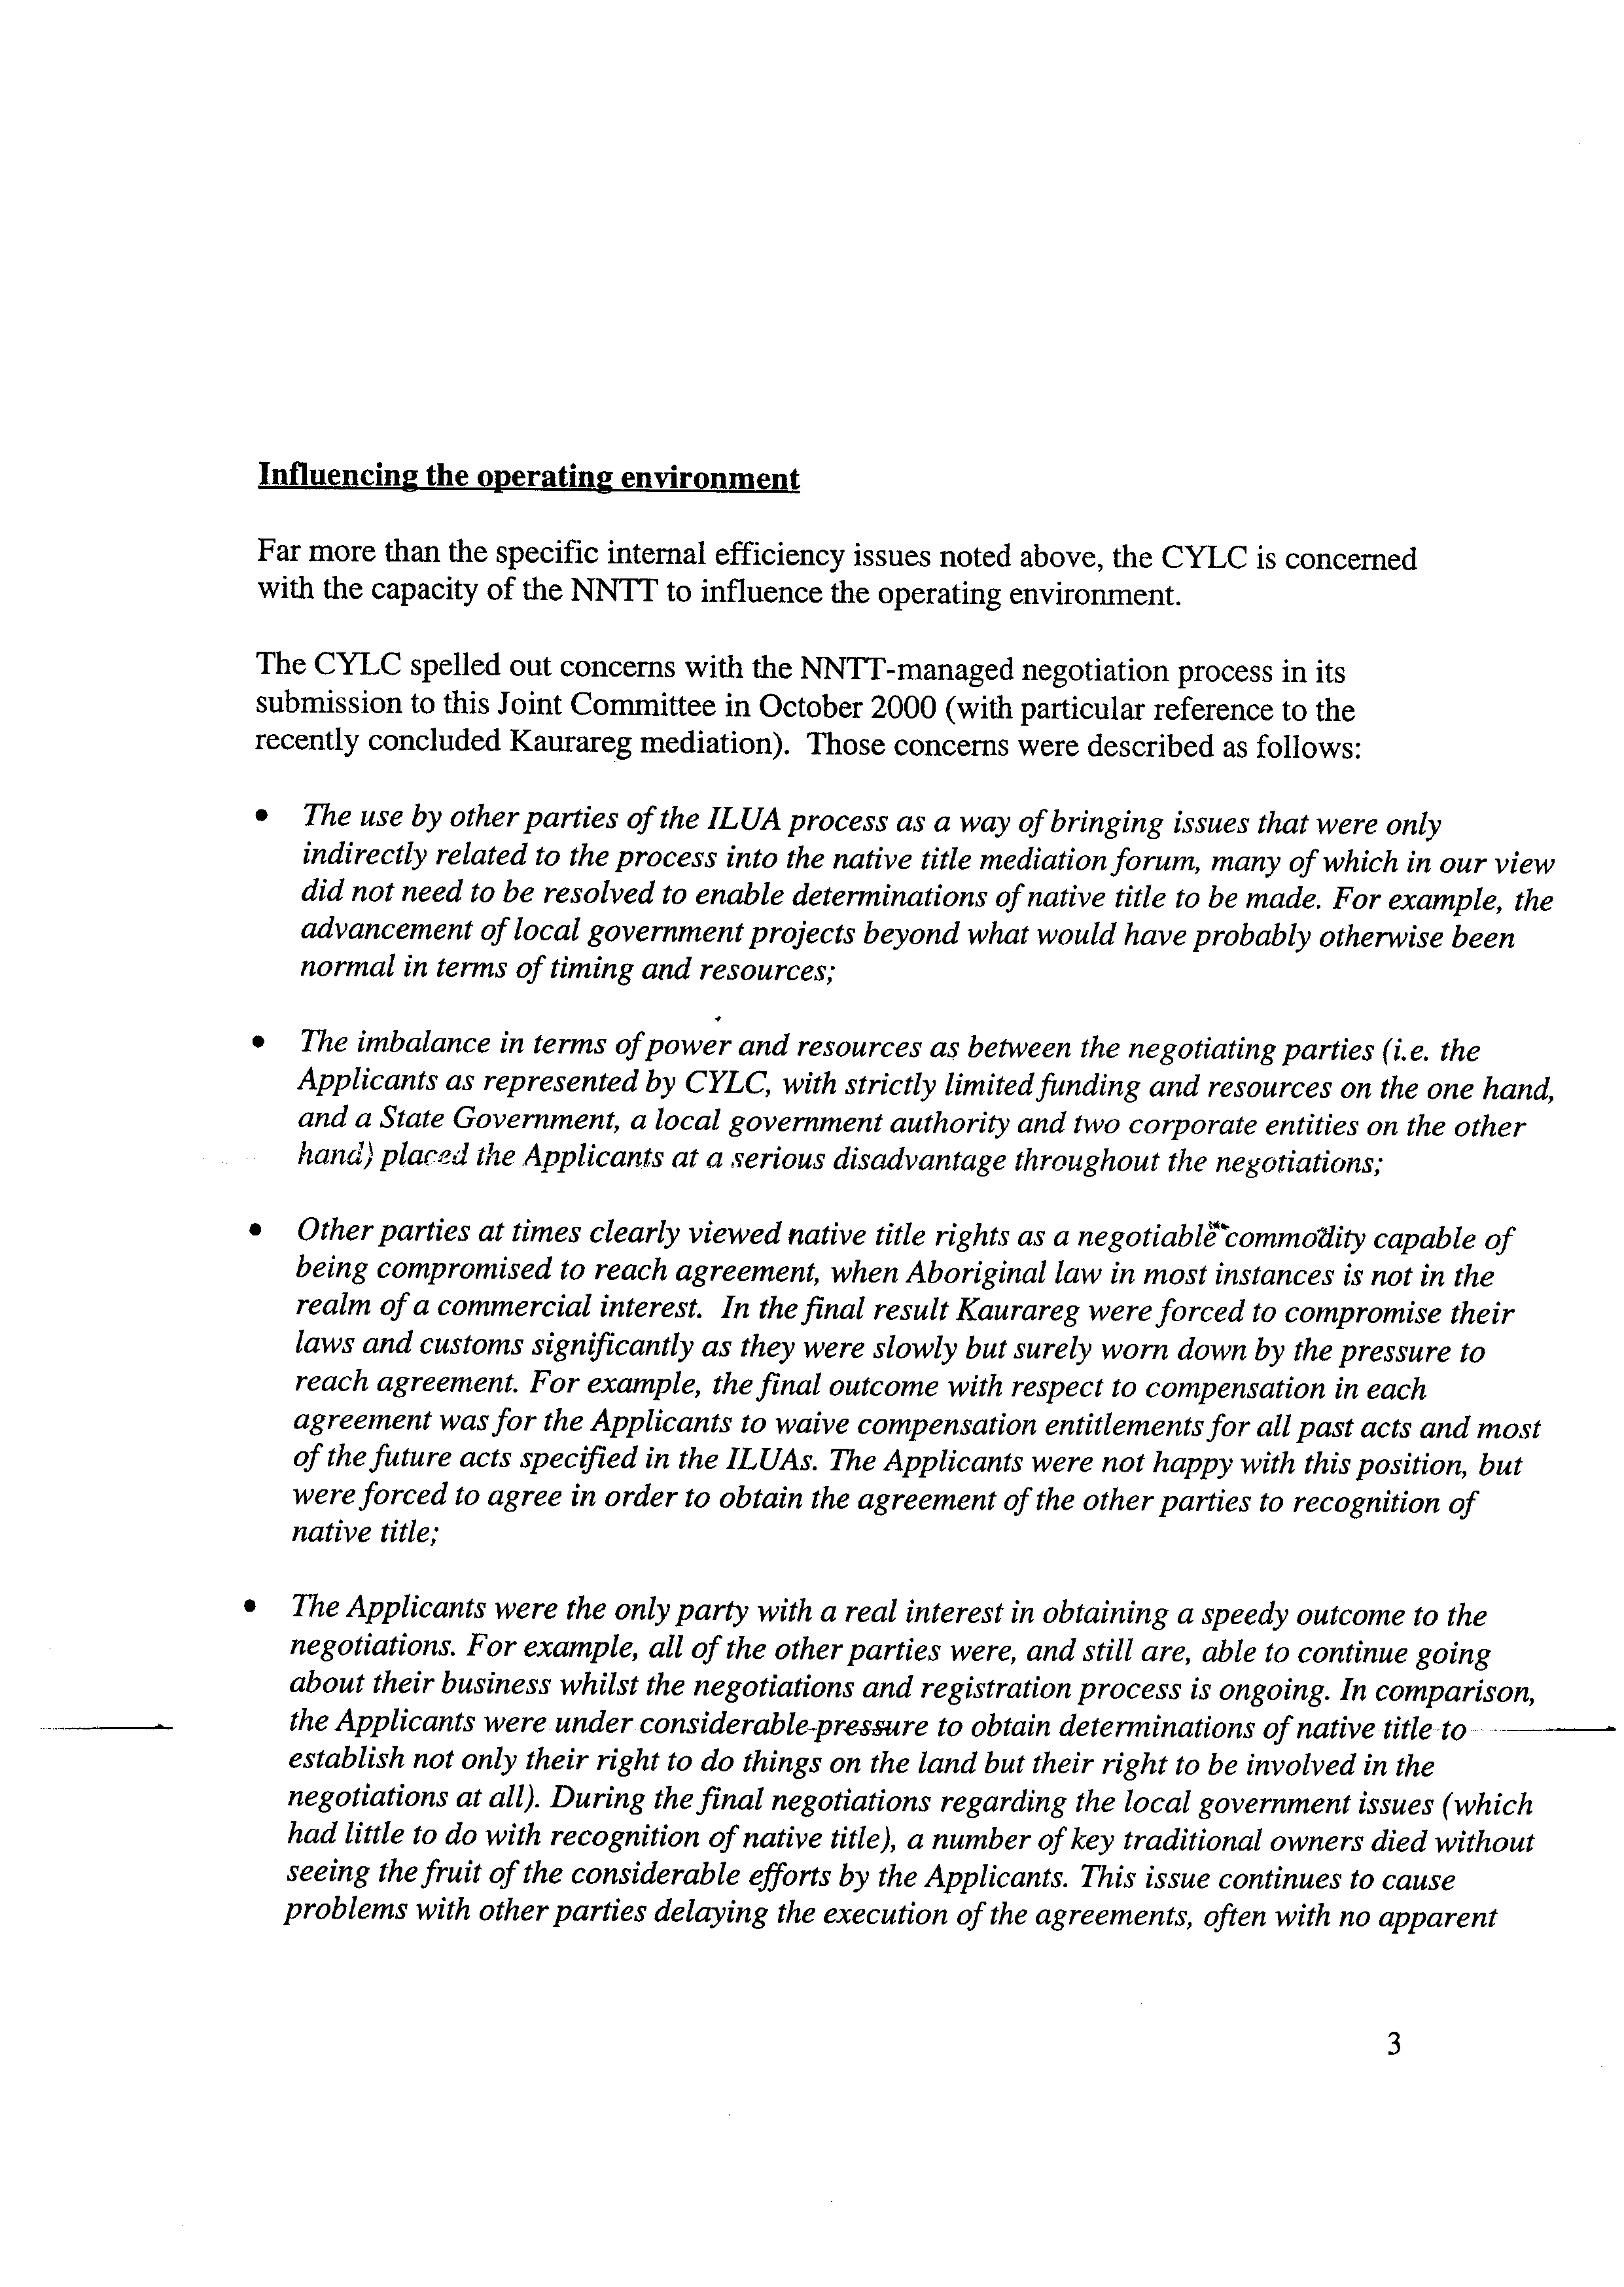 Influencing the operating environment
Far more than the specific internal efficiency issues noted above, the CYLC is concerned
with the capacity of the NNTT to influence the operating environment.
The CYLC spelled out concerns with the NNTT-managed negotiation process in its
submission to this Joint Committee in October 2000 (with particular reference to the
recently concluded Kaurareg mediation).  Those concerns were described as follows:
• The use by other parties of the ILUA process as a way of bringing issues that were only
indirectly related to the process into the native title mediation forum, many of which in our view
did not need to be resolved to enable determinations of native title to be made. For example, the
advancement of local government projects beyond what would have probably otherwise been
normal in terms of timing and resources;
• The imbalance in terms of power and resources as between the negotiating parties (i.e. the
Applicants as represented by CYLC, with strictly limited funding and resources on the one hand,
and a State Government, a local government authority and two corporate entities on the other
hand) placed the Applicants at a serious disadvantage throughout the negotiations;
• Other parties at times clearly viewed native title rights as a negotiable commodity capable of
being compromised to reach agreement, when Aboriginal law in most instances is not in the
realm of a commercial interest.  In the final result Kaurareg were forced to compromise their
laws and customs significantly as they were slowly but surely worn down by the pressure to
reach agreement. For example, the final outcome with respect to compensation in each
agreement was for the Applicants to waive compensation entitlements for all past acts and most
of the future acts specified in the ILUAs. The Applicants were not happy with this position, but
were forced to agree in order to obtain the agreement of the other parties to recognition of
native title;
• The Applicants were the only party with a real interest in obtaining a speedy outcome to the
negotiations. For example, all of the other parties were, and still are, able to continue going
about their business whilst the negotiations and registration process is ongoing. In comparison,
the Applicants were under considerable pressure to obtain determinations of native title to
establish not only their right to do things on the land but their right to be involved in the
negotiations at all). During the final negotiations regarding the local government issues (which
had little to do with recognition of native title), a number of key traditional owners died without
seeing the fruit of the considerable efforts by the Applicants. This issue continues to cause
problems with other parties delaying the execution of the agreements, often with no apparent
3